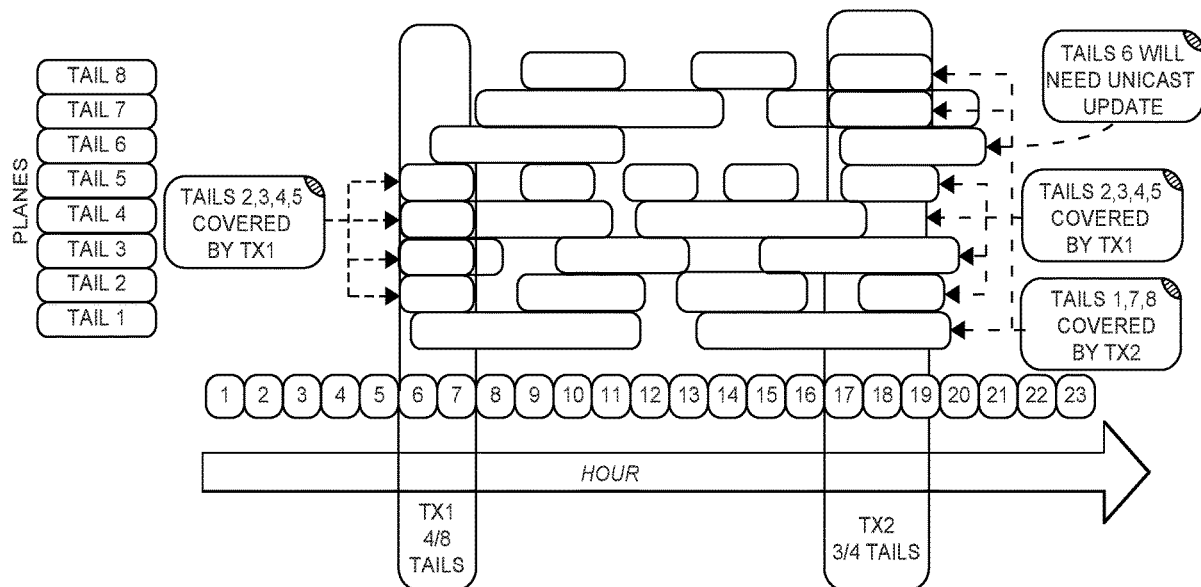 PLANES
TAIL 8
TAIL 7
TAIL 6
TAIL 5
TAIL 4
TAIL 3
TAIL 2
TAIL 1
TAILS 2,3,4,5
COVERED
BY TX1
TAILS 6 WILL
NEED UNICAST
UPDATE
TAILS 2,3,4,5
COVERED
BY TX1
TAILS 1,7,8
COVERED
BY TX2
1 2 3 4 5 6 7 8 9 10 11 12 13 14 15 16 17 18 19 20 21 22 23
HOUR
TX1
4/8
TAILS
TX2
3/4 TAILS